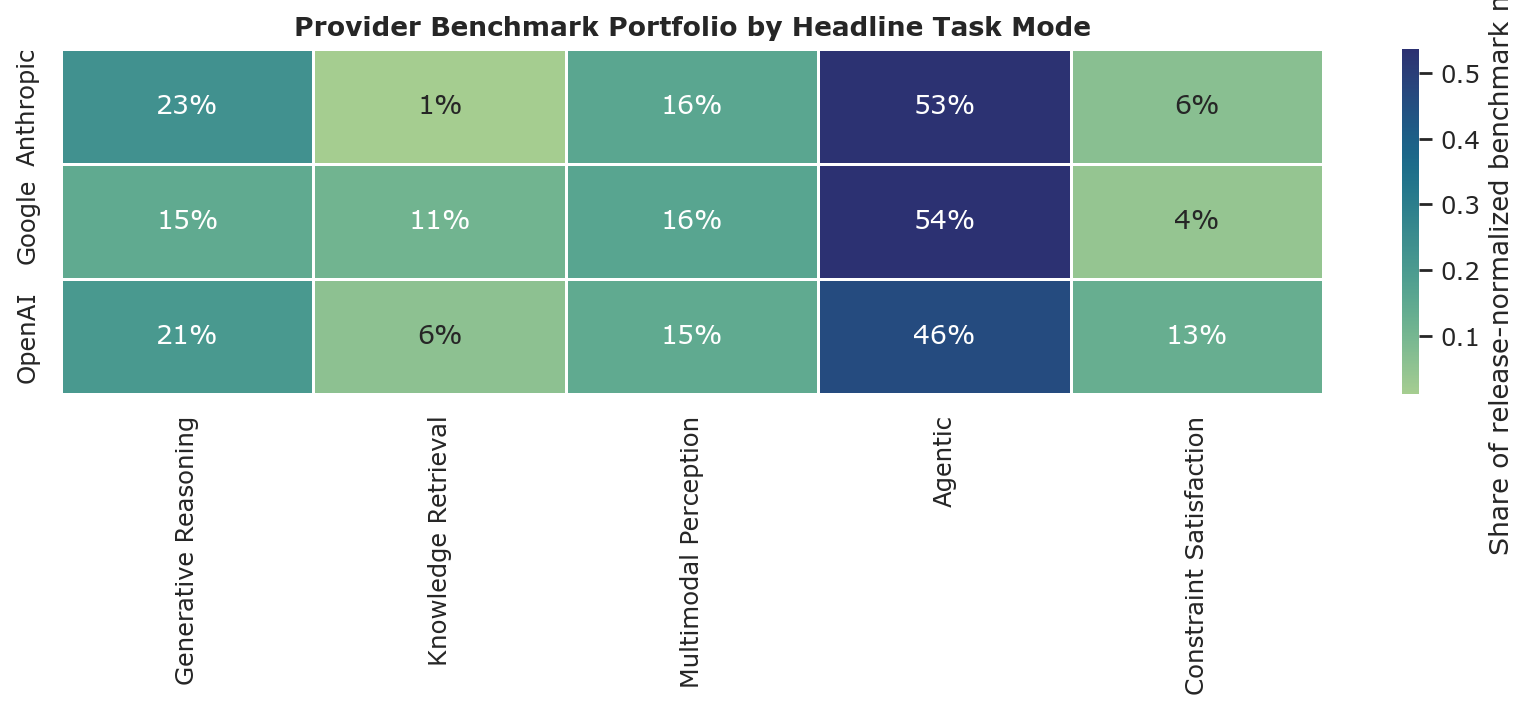 Provider Benchmark Portfolio by Headline Task Mode
Anthropic
23%
1%
16%
53%
6%
Google
15%
11%
16%
54%
4%
OpenAI
21%
6%
15%
46%
13%
Generative Reasoning
Knowledge Retrieval
Multimodal Perception
Agentic
Constraint Satisfaction
0.5
0.4
0.3
0.2
0.1
Share of release-normalized benchmark